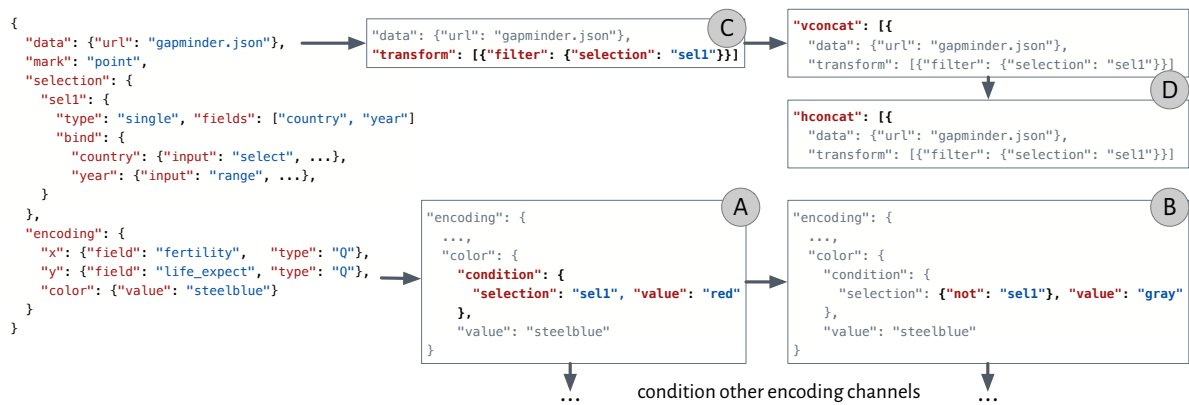 {
  "data": {"url": "gapminder.json"},
  "mark": "point",
  "selection": {
    "sel1": {
      "type": "single", "fields": ["country", "year"]
      "bind": {
        "country": {"input": "select", ...},
        "year": {"input": "range", ...},
    }
  },
  "encoding": {
    "x": {"field": "fertility",   "type": "Q"},
    "y": {"field": "life_expect", "type": "Q"},
    "color": {"value": "steelblue"}
  }
}
C
"data": {"url": "gapminder.json"},
"transform": [{"filter": {"selection": "sel1"}}]
"vconcat": [{
  "data": {"url": "gapminder.json"},
  "transform": [{"filter": {"selection": "sel1"}}]
D
"hconcat": [{
  "data": {"url": "gapminder.json"},
  "transform": [{"filter": {"selection": "sel1"}}]
A
"encoding": {
  ...,
  "color": {
    "condition": {
      "selection": "sel1", "value": "red"
    },
    "value": "steelblue"
}
B
"encoding": {
  ...,
  "color": {
    "condition": {
      "selection": {"not": "sel1"}, "value": "gray"
    },
    "value": "steelblue"
}
... condition other encoding channels ...